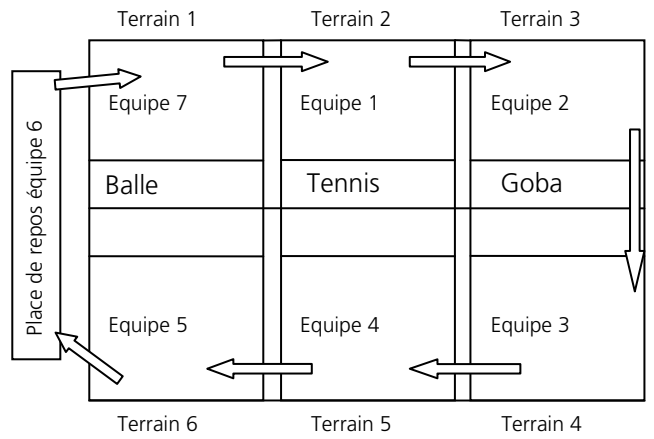 Terrain 1 Terrain 2 Terrain 3
Equipe 7 Equipe 1 Equipe 2
Place de repos équipe 6
Balle Tennis Goba
Equipe 5 Equipe 4 Equipe 3
Terrain 6 Terrain 5 Terrain 4